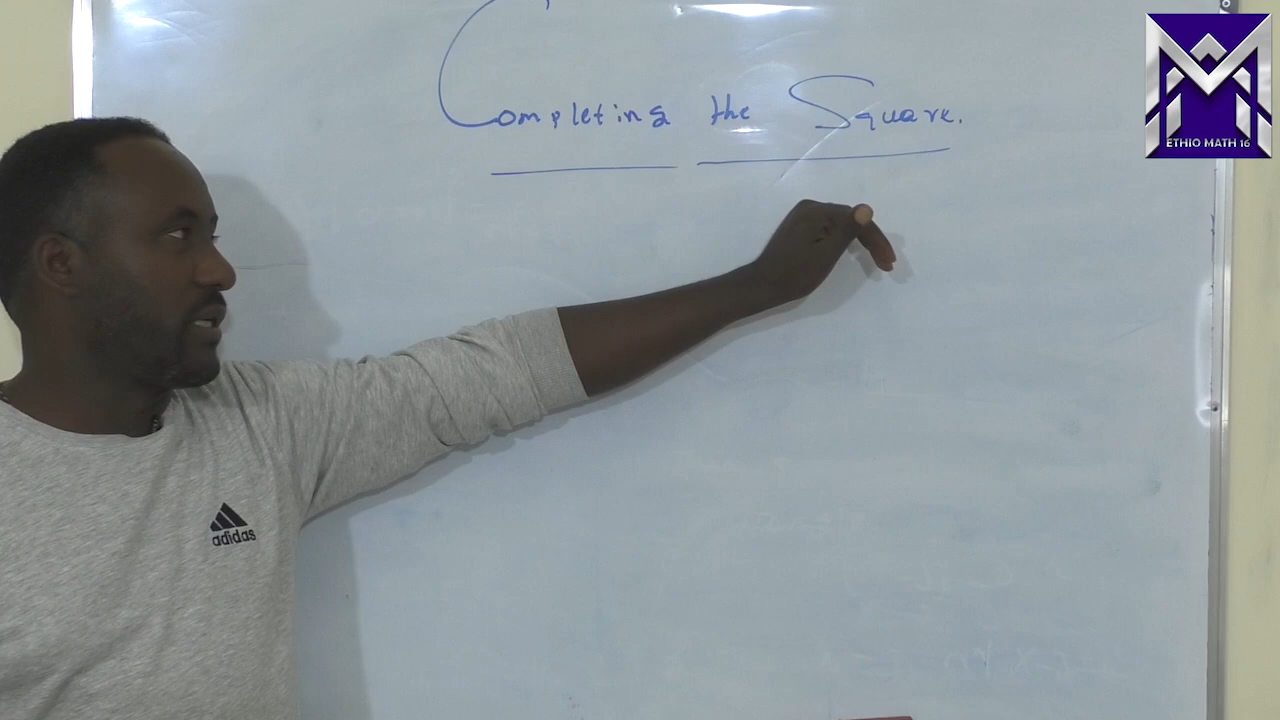 Completing the Square.
ETHIO MATH 16
adidas